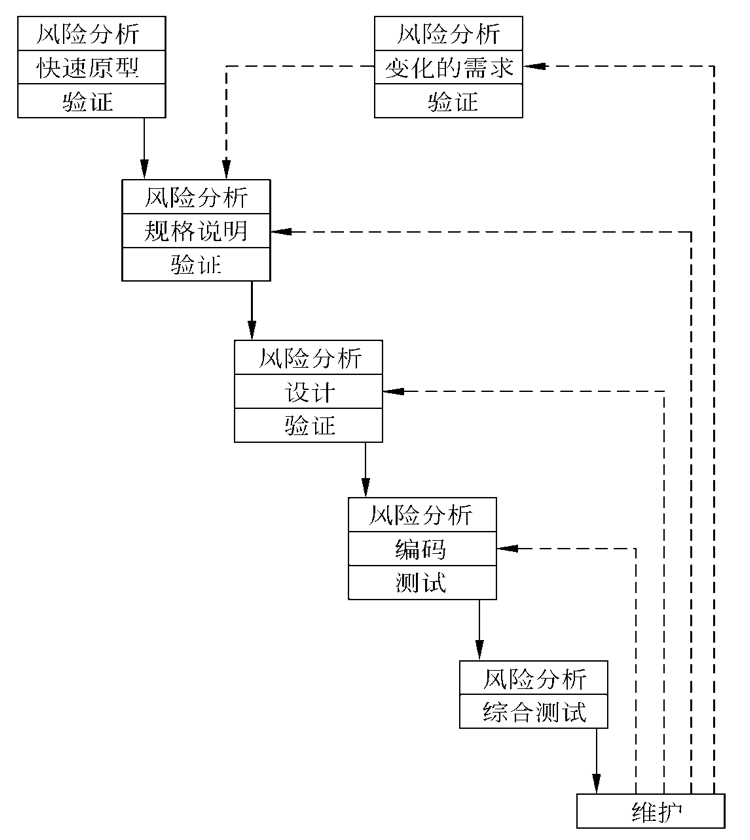 风险分析
快速原型
验证
风险分析
变化的需求
验证
风险分析
规格说明
验证
风险分析
设计
验证
风险分析
编码
测试
风险分析
综合测试
维护